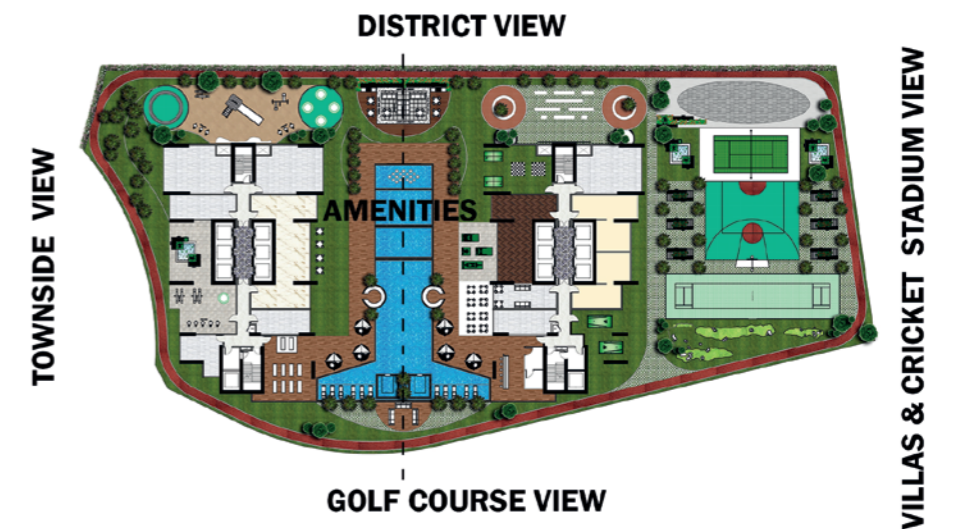 DISTRICT VIEW
TOWNSIDE VIEW
AMENITIES
VILLAS & CRICKET STADIUM VIEW
GOLF COURSE VIEW